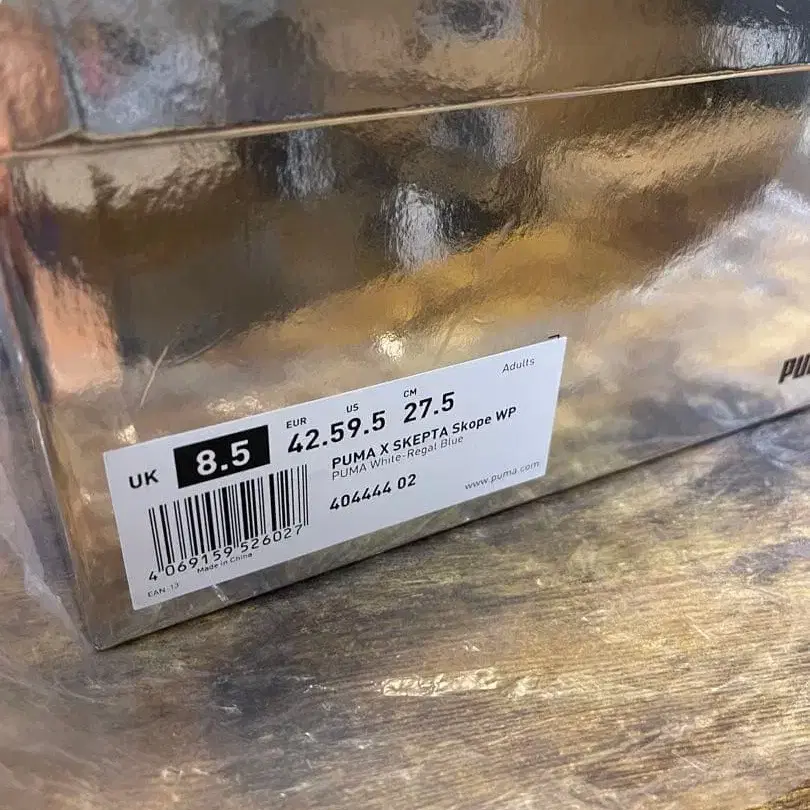 Adults
EUR US CM
UK 8.5 42.5 9.5 27.5
PUMA X SKEPTA Skope WP
PUMA White-Regal Blue
404444 02
www.puma.com
4 069159 526027
Made in China
EAN 13